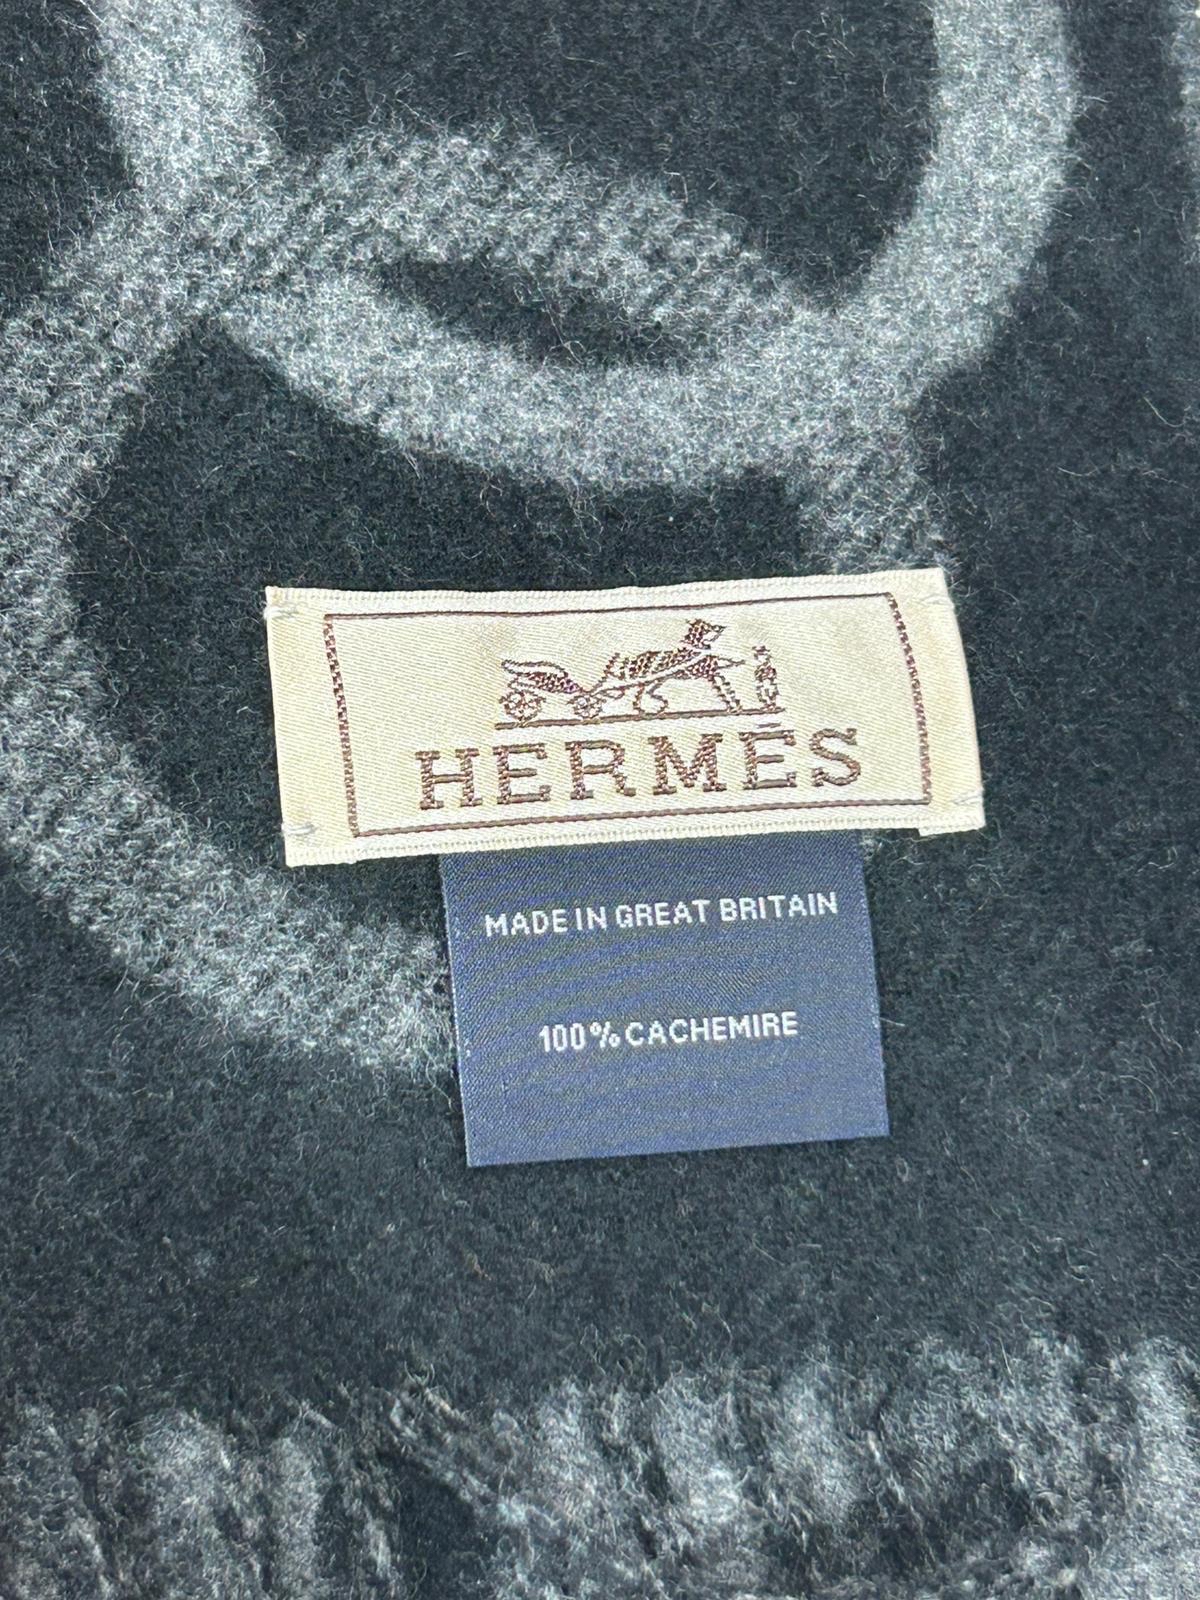 HERMÈS
MADE IN GREAT BRITAIN
100% CACHEMIRE